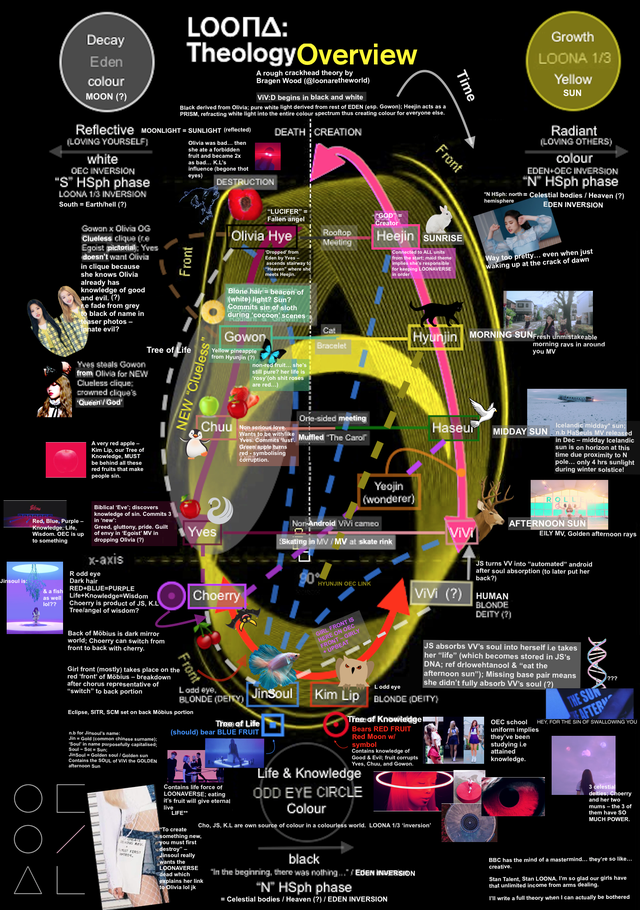 LOOΠΔ:
TheologyOverview
A rough crackhead theory by
Bragen Wood (@loonaretheworld)
Decay
Eden
colour
MOON (?)
Growth
LOONA 1/3
Yellow
SUN
Time
ViV:D begins in black and white
Black derived from Olivia; pure white light derived from rest of EDEN (esp. Gowon); Heejin acts as a
PRISM, refracting white light into the entire colour spectrum thus creating colour for everyone else.
Reflective
(LOVING YOURSELF)
white
OEC INVERSION
"S" HSph phase
LOONA 1/3 INVERSION
South = Earth/hell (?)
MOONLIGHT = SUNLIGHT (reflected)
DEATH
CREATION
Radiant
(LOVING OTHERS)
colour
EDEN+OEC INVERSION
"N" HSph phase
"N" HSph: north = Celestial bodies / Heaven (?)
hemisphere)
EDEN INVERSION
Olivia was bad... then
she ate a forbidden
fruit and became 2x
as bad... K.L's
influence (begone thot
eyes)
DESTRUCTION
Front
"LUCIFER" =
Fallen angel
Olivia Hye
'Dropped' from
Eden by Yves –
ascends stairway to
"Heaven" where she
meets Heejin.
Rooftop
Meeting
"GOD" =
Creator
Heejin
SUNRISE
Connected to ALL units
from the start; maid theme
implies she's responsible
for keeping LOONAVERSE
in order
Way too pretty... even when just
waking up at the crack of dawn
Gowon x Olivia OG
Clueless clique (i.e
Egoist pictorial; Yves
doesn't want Olivia
in clique because
she knows Olivia
already has
knowledge of good
and evil. (?)
fade from grey
to black of name in
teaser photos –
innate evil?
Front
Blone hair = beacon of
(white) light? Sun?
Commits sin of sloth
during 'cocoon' scenes
Gowon
Yellow pineapple
from Hyunjin (?)
non-red fruit... she's
still pure? her life is
'rosy'(oh shit roses
are red...)
Cat
Bracelet
Hyunjin
MORNING SUN
Fresh unmistakeable
morning rays in around
you MV
Tree of Life
NEW "Clueless"
Yves steals Gowon
from Olivia for NEW
Clueless clique;
crowned clique's
'Queen / God'
Chuu
Non serious love.
Wants to be with/like
Yves. Commits 'lust'.
Green apple turns
red - symbolising
corruption.
One-sided meeting
Muffled "The Carol"
Haseul
MIDDAY SUN
Icelandic midday* sun;
n.b Haseuls MV released
in Dec – midday Icelandic
sun is on horizon at this
time due proximity to N
pole... only 4 hrs sunlight
during winter solstice!
A very red apple –
Kim Lip, our Tree of
Knowledge, MUST
be behind all these
red fruits that make
people sin.
Yeojin
(wonderer)
Red, Blue, Purple –
Knowledge; Life,
Wisdom. OEC is up
to something
Biblical 'Eve'; discovers
knowledge of sin. Commits 3
in 'new':
Greed, gluttony, pride. Guilt
of envy in 'Egoist' MV in
dropping Olivia (?)
Yves
Non-Android ViVi cameo
'Skating in MV / MV at skate rink
ViVi
AFTERNOON SUN
EILY MV, Golden afternoon rays
x-axis
90°
HYUNJIN OEC LINK
JS turns VV into "automated"
android after soul absorption (to later put her
back?)
Jinsoul is:
& a fish
as well
lol??
R odd eye
Dark hair
RED+BLUE=PURPLE
Life+Knowledge=Wisdom
Choerry is product of JS, K.L
Tree/angel of wisdom?
Choerry
ViVi (?)
HUMAN
BLONDE
DEITY (?)
Back of Möbius is dark mirror
world; Choerry can switch from
front to back with cherry.
Girl front (mostly) takes place on the
red 'front' of Möbius – breakdown
after chorus representative of
"switch" to back portion
Front
Eclipse, SITR, SCM set on back Möbius portion
L odd eye,
BLONDE (DEITY)
JinSoul
Kim Lip
L odd eye
BLONDE (DEITY)
JS absorbs VV's soul into herself i.e takes
her "life" (which becomes stored in JS's
DNA; ref drlowehtanool & "eat the
afternoon sun"); Missing base pair means
she didn't fully absorb VV's soul (?)
???
THE SUN
HEY, FOR THE SIN OF SWALLOWING YOU
n.b for Jinsoul's name:
Jin = Gold (common chinese surname);
'Soul' in name purposefully capitalised;
Soul = Sol = Sun;
JinSoul = Golden soul / Golden sun
Contains the SOUL of ViVi the GOLDEN
afternoon Sun
Tree of Life
(should) bear BLUE FRUIT
Tree of Knowledge
Bears RED FRUIT
Red Moon w/
symbol
Contains knowledge of
Good & Evil; fruit corrupts
Yves, Chuu, and Gowon.
OEC school
uniform implies
they've been
studying i.e
attained
knowledge.
Contains life force of
LOONAVERSE; eating
it's fruit will give eternal
live
LIFE**
Life & Knowledge
ODD EYE CIRCLE
Colour
3 celestial
deities; Choerry
and her two
mums – the 3 of
them have SO
MUCH POWER.
Cho, JS, K.L are own source of colour in a colourless world. LOONA 1/3 'inversion'
"To create
something new,
you must first
destroy" –
Jinsoul really
wants the
LOONAVERSE
dead which
explains her link
to Olivia lol jk
black
"In the beginning, there was nothing..." / EDEN INVERSION
"N" HSph phase
= Celestial bodies / Heaven (?) / EDEN INVERSION
BBC has the mind of a mastermind... they're so like...
creative.
Stan Talent, Stan LOONA, I'm so glad our girls have
that unlimited income from arms dealing.
I'll write a full theory when I can actually be bothered